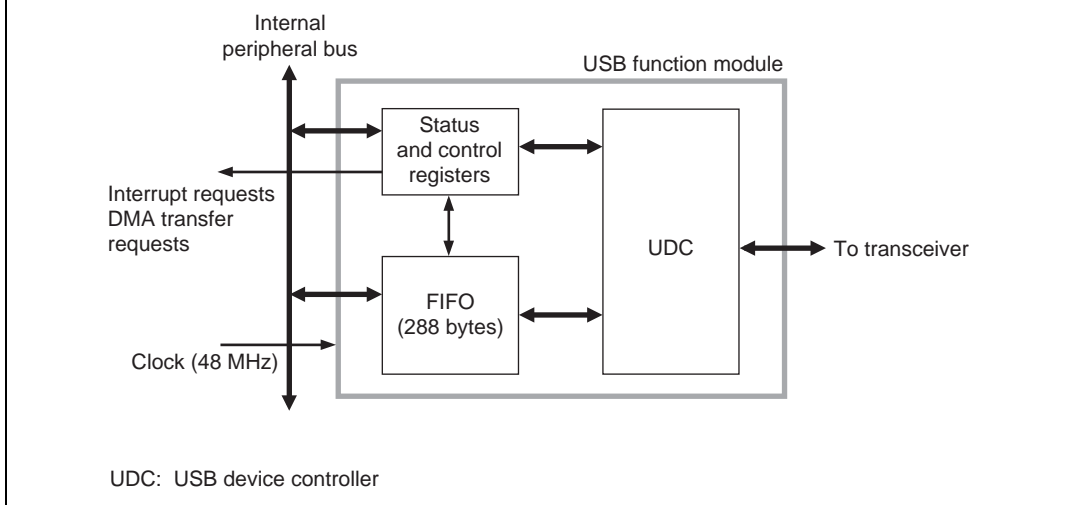 Internal
peripheral bus
USB function module
Status
and control
registers
Interrupt requests
DMA transfer
requests
UDC
To transceiver
FIFO
(288 bytes)
Clock (48 MHz)
UDC: USB device controller